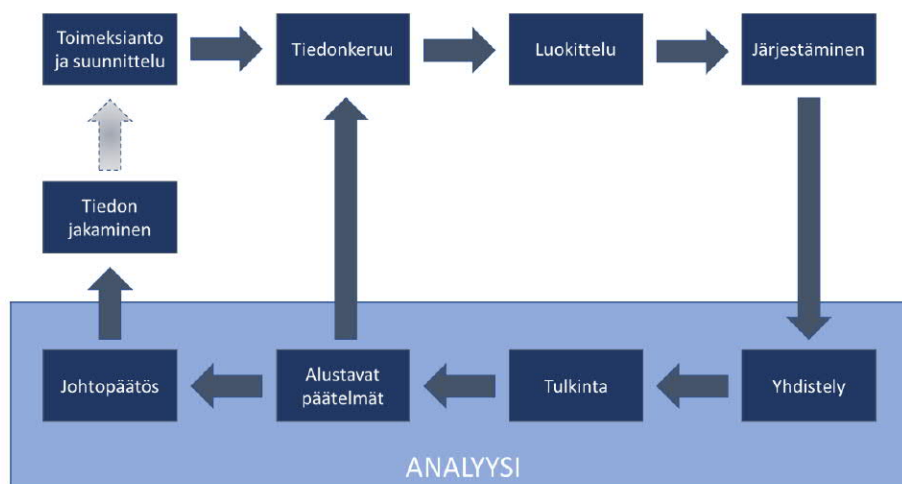 Toimeksianto
ja suunnittelu
Tiedonkeruu
Luokittelu
Järjestäminen
Tiedon
jakaminen
Johtopäätös
Alustavat
päätelmät
Tulkinta
Yhdistely
ANALYYSI